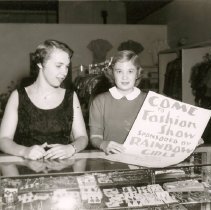 COME
TO A
Fashion
Show
SPONSORED BY
RAINBOW
GIRLS